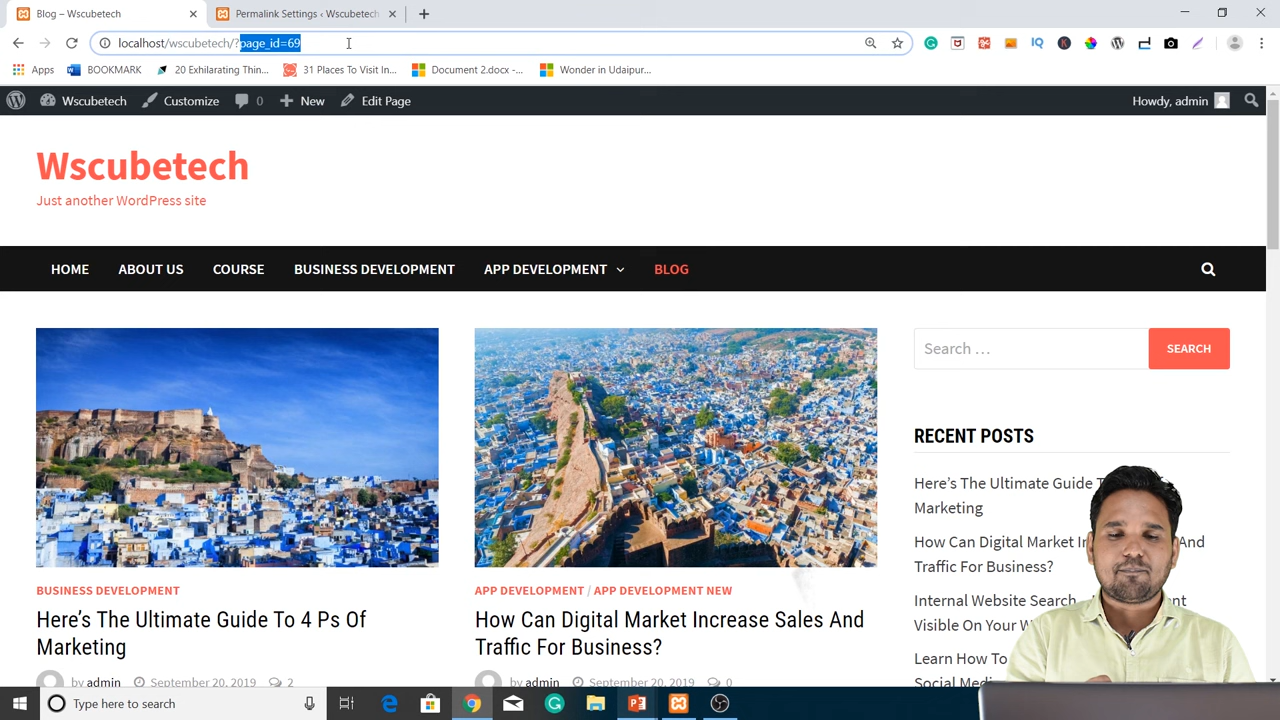 Blog – Wscubetech
Permalink Settings ‹ Wscubetech
localhost/wscubetech/?page_id=69
Apps
BOOKMARK
20 Exhilarating Thin...
31 Places To Visit In...
Document 2.docx -...
Wonder in Udaipur...
Wscubetech
Customize
0
New
Edit Page
Howdy, admin
Wscubetech
Just another WordPress site
HOME
ABOUT US
COURSE
BUSINESS DEVELOPMENT
APP DEVELOPMENT
BLOG
Search …
SEARCH
RECENT POSTS
Here's The Ultimate Guide
Marketing
How Can Digital Market And
Traffic For Business?
Internal Website Search
Visible On Your
Learn How To
Social Media
BUSINESS DEVELOPMENT
Here's The Ultimate Guide To 4 Ps Of
Marketing
by admin September 20, 2019 2
APP DEVELOPMENT / APP DEVELOPMENT NEW
How Can Digital Market Increase Sales And
Traffic For Business?
by admin September 20, 2019 0
Type here to search